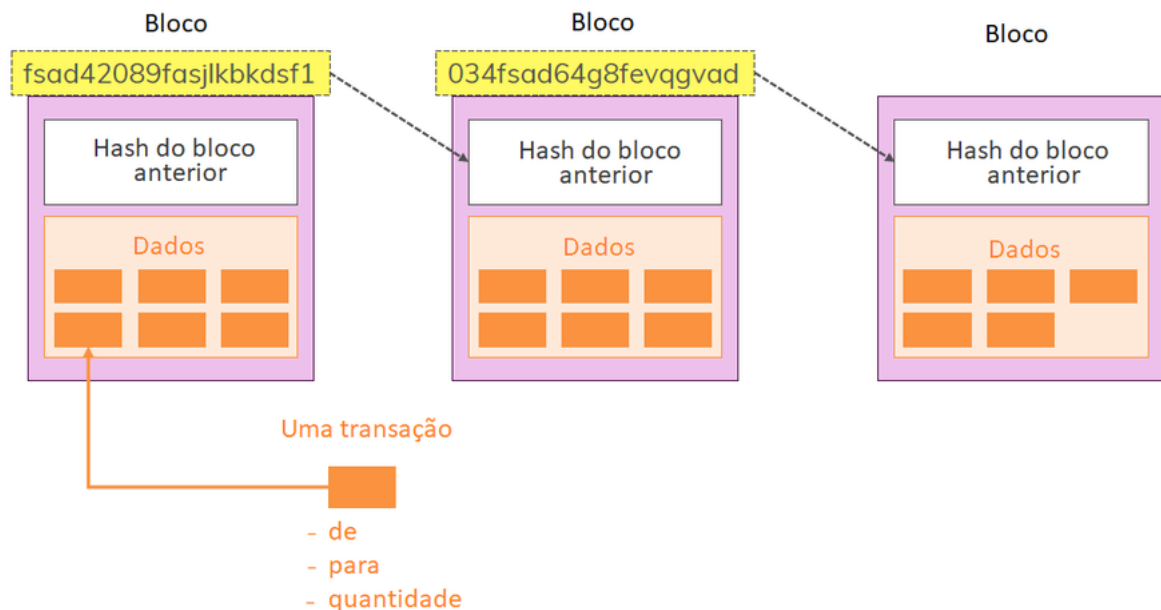 Bloco
Bloco
Bloco
fsad42089fasjlkbkdsf1
034fsad64g8fevqgvad
Hash do bloco
anterior
Hash do bloco
anterior
Hash do bloco
anterior
Dados
Dados
Dados
Uma transação
- de
- para
- quantidade